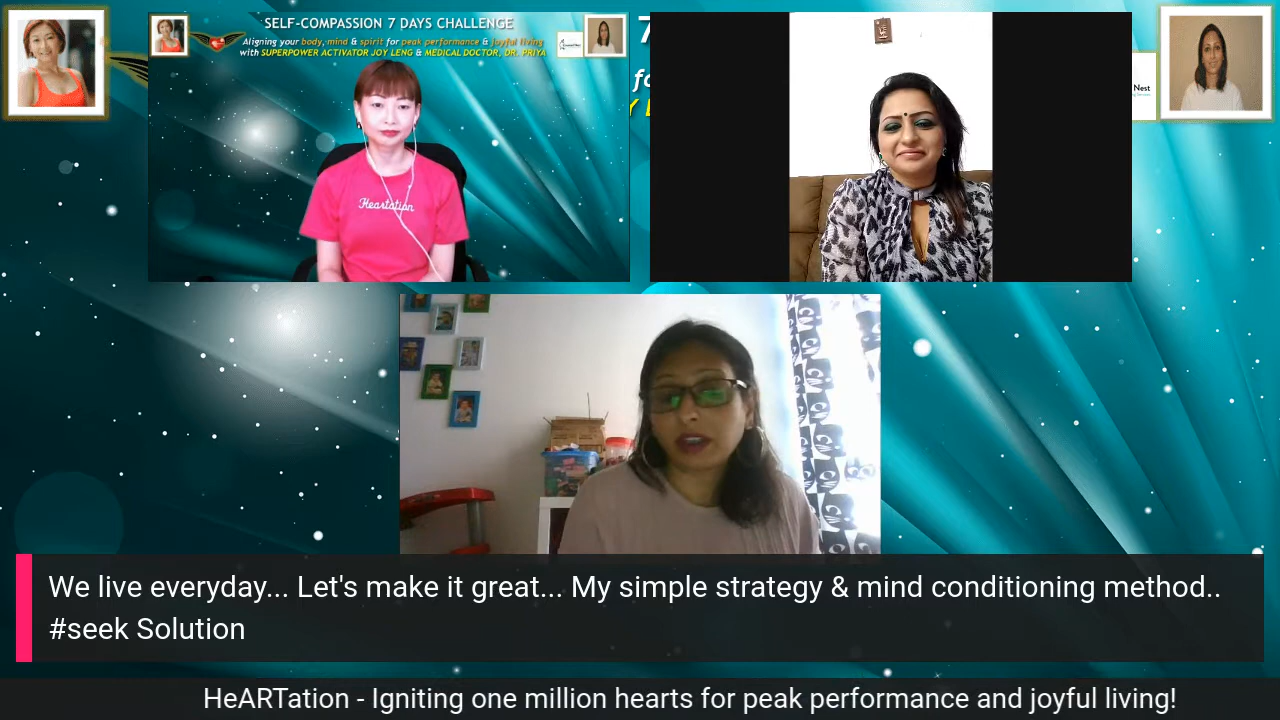 SELF-COMPASSION 7 DAYS CHALLENGE
Aligning your body, mind & spirit for peak performance & joyful living
with SUPERPOWER ACTIVATOR JOY LENG & MEDICAL DOCTOR, DR. PRIYA
7
fo
Nest
Heartation
We live everyday... Let's make it great... My simple strategy & mind conditioning method..
#seek Solution
HeARTation - Igniting one million hearts for peak performance and joyful living!